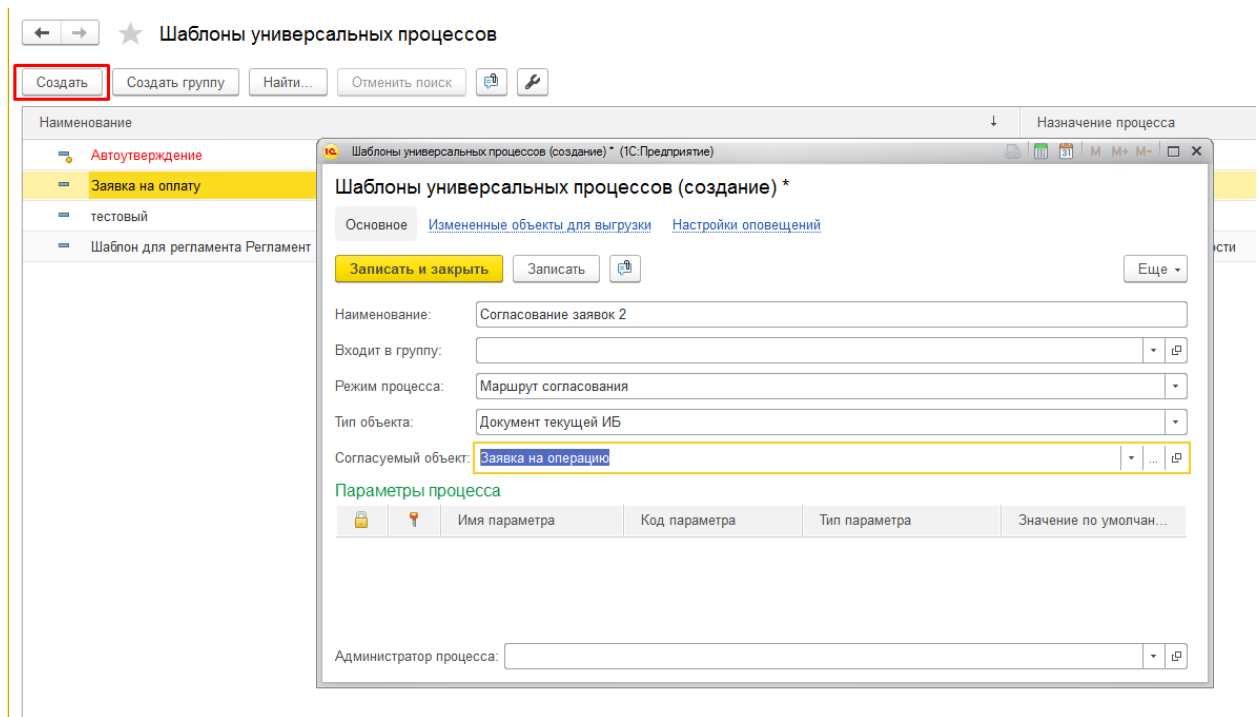 Шаблоны универсальных процессов
Создать Создать группу Найти... Отменить поиск
Наименование ↓ Назначение процесса
Автоутверждение
Заявка на оплату
тестовый
Шаблон для регламента Регламент
ости
1С Шаблоны универсальных процессов (создание) * (1С:Предприятие) 31 M M+ M-
Шаблоны универсальных процессов (создание) *
Основное Измененные объекты для выгрузки Настройки оповещений
Записать и закрыть Записать Еще
Наименование: Согласование заявок 2
Входит в группу:
Режим процесса: Маршрут согласования
Тип объекта: Документ текущей ИБ
Согласуемый объект: Заявка на операцию ...
Параметры процесса
Имя параметра Код параметра Тип параметра Значение по умолчан...
Администратор процесса: